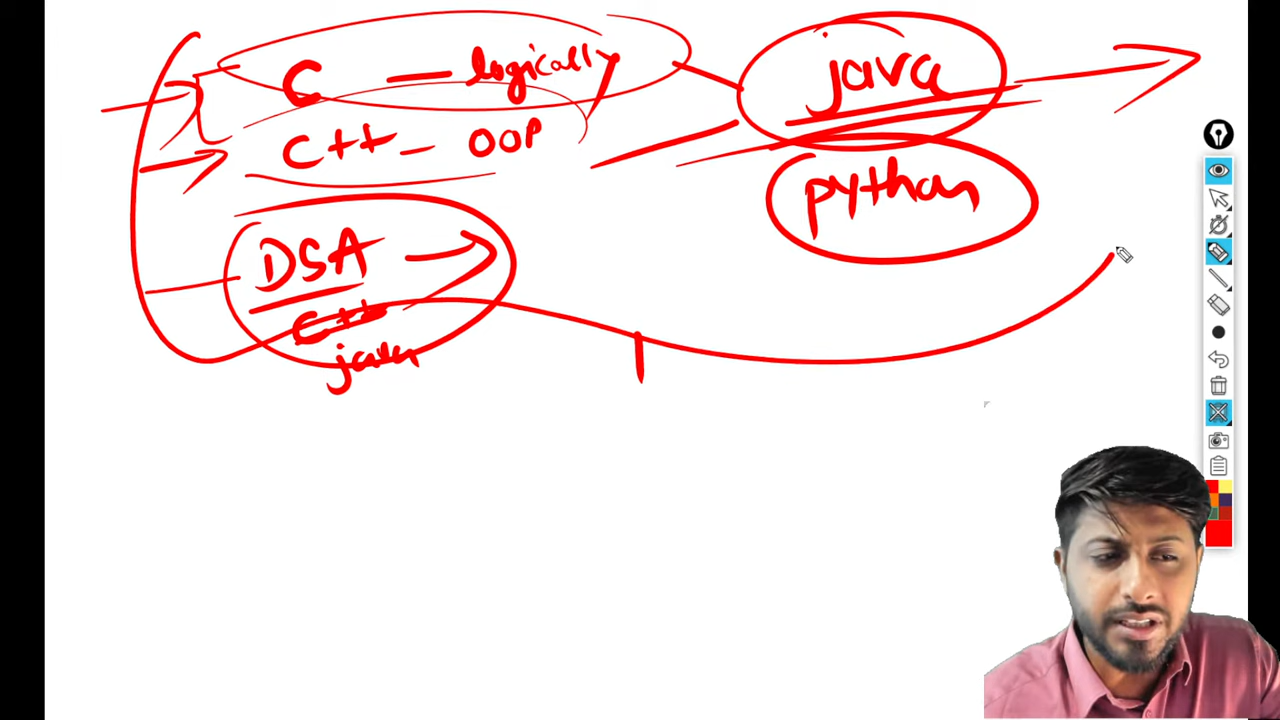 C — logically
java
C++ - OOP
python
DSA
C++
java